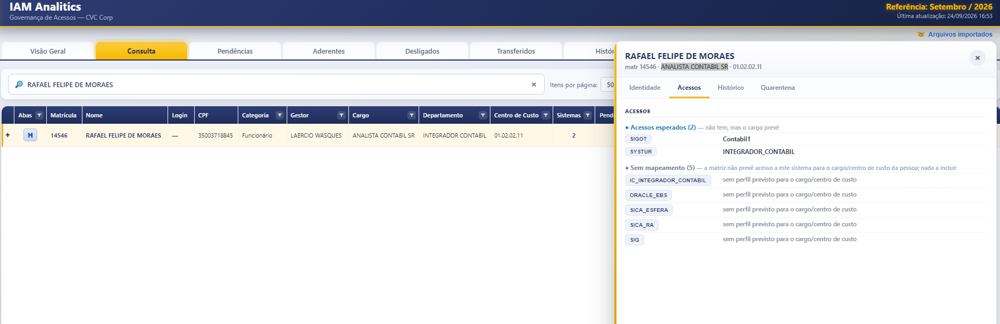 IAM Analitics
Governança de Acessos — CVC Corp
Referência: Setembro / 2026
Última atualização: 24/09/2026 16:53
Arquivos importados
Visão Geral
Consulta
Pendências
Aderentes
Desligados
Transferidos
Histór
RAFAEL FELIPE DE MORAES
Itens por página: 50
Abas Matrícula Nome Login CPF Categoria Gestor Cargo Departamento Centro de Custo Sistemas Pend
+ H 14546 RAFAEL FELIPE DE MORAES — 35003718845 Funcionário LAERCIO WASQUES ANALISTA CONTABIL SR INTEGRADOR CONTABIL 01.02.02.11 2
RAFAEL FELIPE DE MORAES
matr 14546 · ANALISTA CONTABIL SR · 01.02.02.11
Identidade
Acessos
Histórico
Quarentena
ACESSOS
• Acessos esperados (2) — não tem, mas o cargo prevê
SIGOT Contabil1
SYSTUR INTEGRADOR_CONTABIL
• Sem mapeamento (5) — a matriz não prevê acesso a este sistema para o cargo/centro de custo da pessoa; nada a incluir
IC_INTEGRADOR_CONTABIL sem perfil previsto para o cargo/centro de custo
ORACLE_EBS sem perfil previsto para o cargo/centro de custo
SICA_ESFERA sem perfil previsto para o cargo/centro de custo
SICA_RA sem perfil previsto para o cargo/centro de custo
SIG sem perfil previsto para o cargo/centro de custo